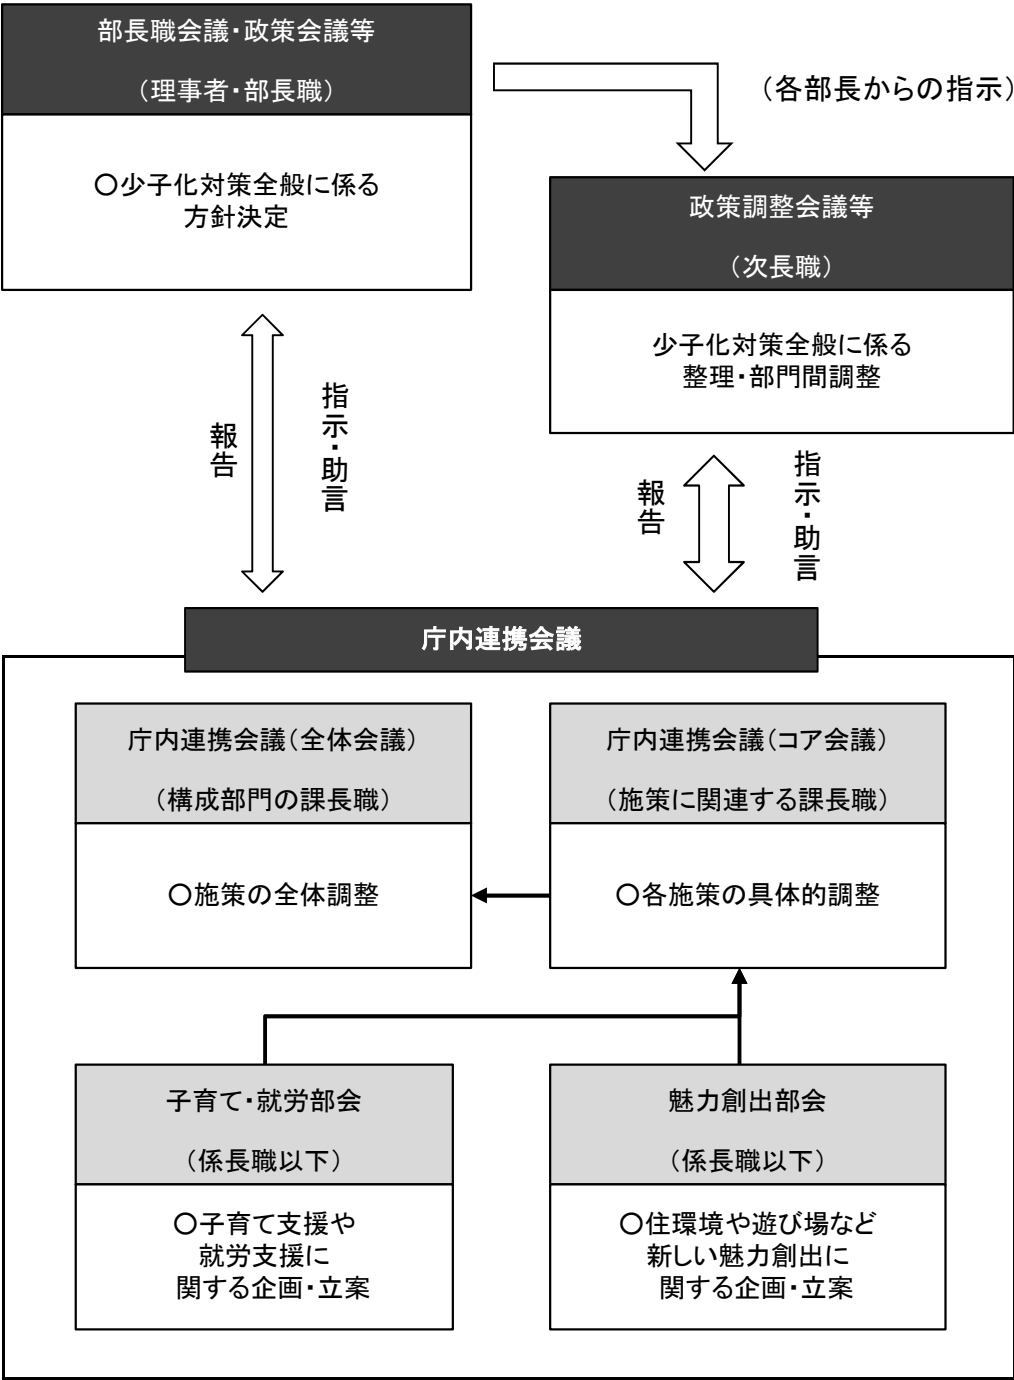 部長職会議・政策会議等
（理事者・部長職）
○少子化対策全般に係る
方針決定
（各部長からの指示）
政策調整会議等
（次長職）
少子化対策全般に係る
整理・部門間調整
報告
指示・助言
報告
指示・助言
庁内連携会議
庁内連携会議（全体会議）
（構成部門の課長職）
○施策の全体調整
庁内連携会議（コア会議）
（施策に関連する課長職）
○各施策の具体的調整
子育て・就労部会
（係長職以下）
○子育て支援や
就労支援に
関する企画・立案
魅力創出部会
（係長職以下）
○住環境や遊び場など
新しい魅力創出に
関する企画・立案